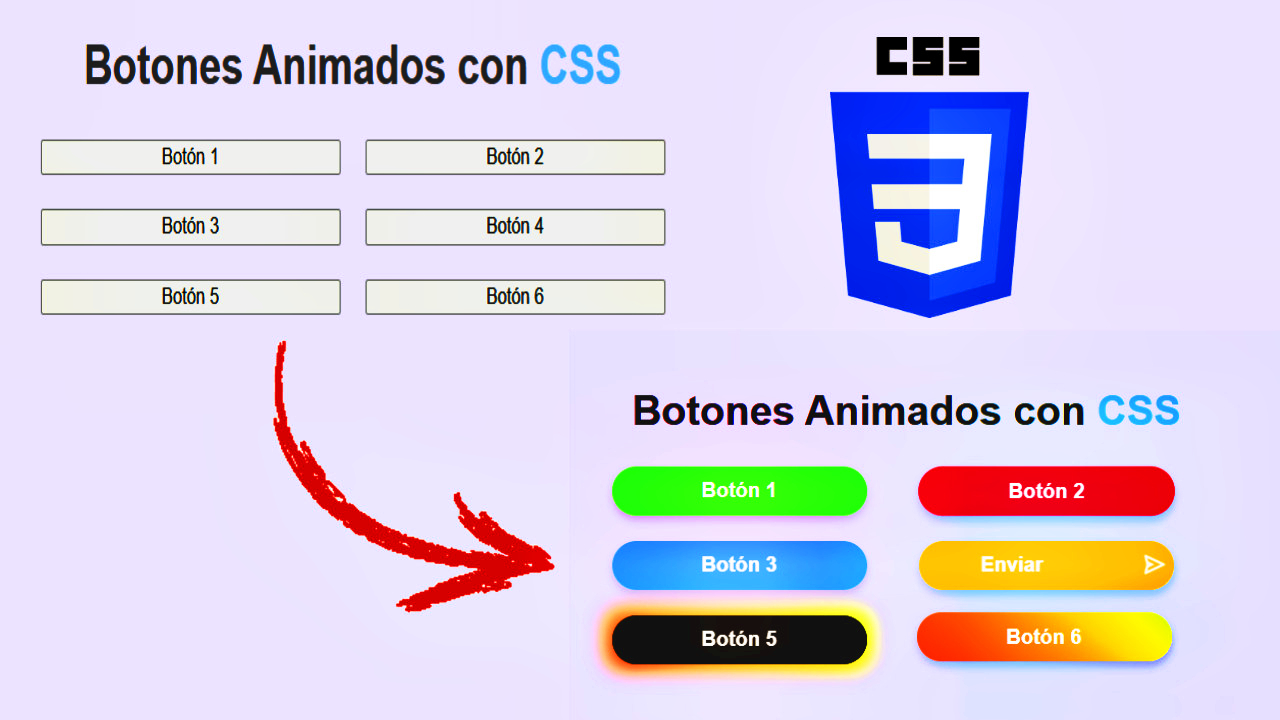 Botones Animados con CSS
Botón 1
Botón 2
Botón 3
Botón 4
Botón 5
Botón 6
CSS
3
Botones Animados con CSS
Botón 1
Botón 2
Botón 3
Enviar
Botón 5
Botón 6